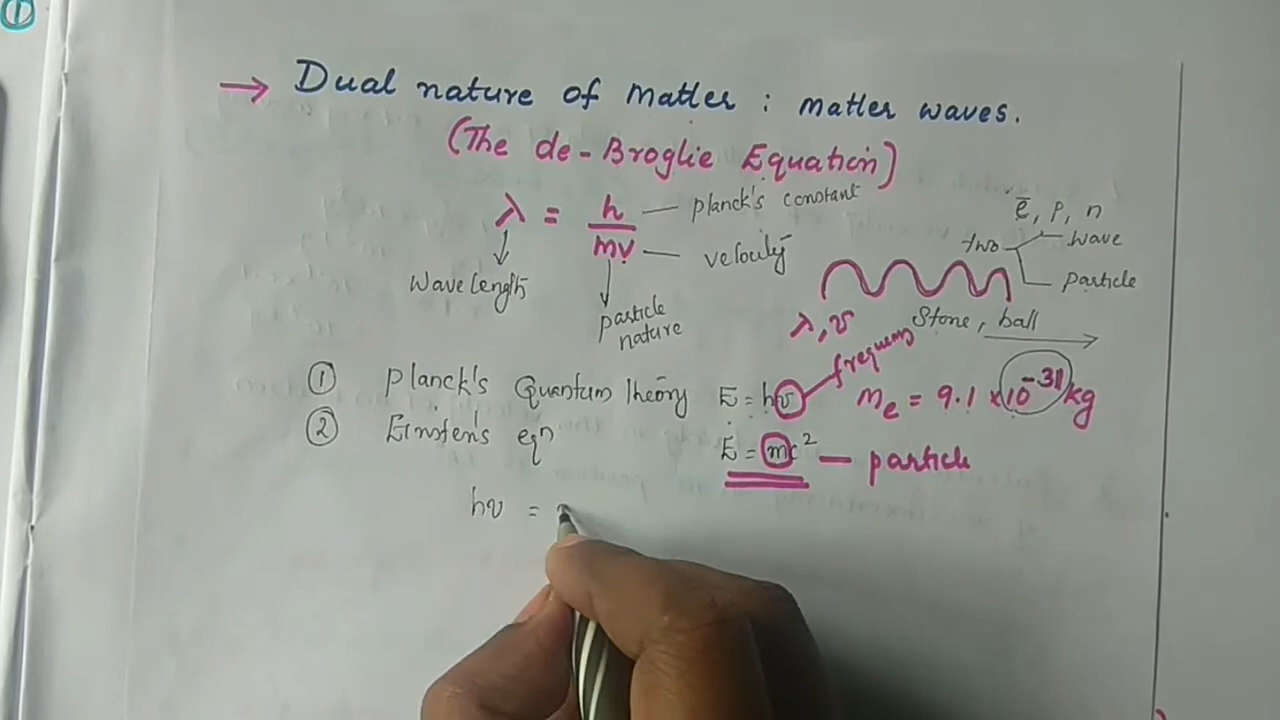 ①
→ Dual nature of matter : matter waves.
(The de-Broglie Equation)
λ = h/mv
planck's constant
velocity
wave length
particle nature
ē, p, n
two
wave
particle
λ, ν
Stone, ball
① planck's Quantum Theory E = hν
frequency
me = 9.1 x 10^-31 kg
② Einsten's eqn E = mc² — particle
hν =